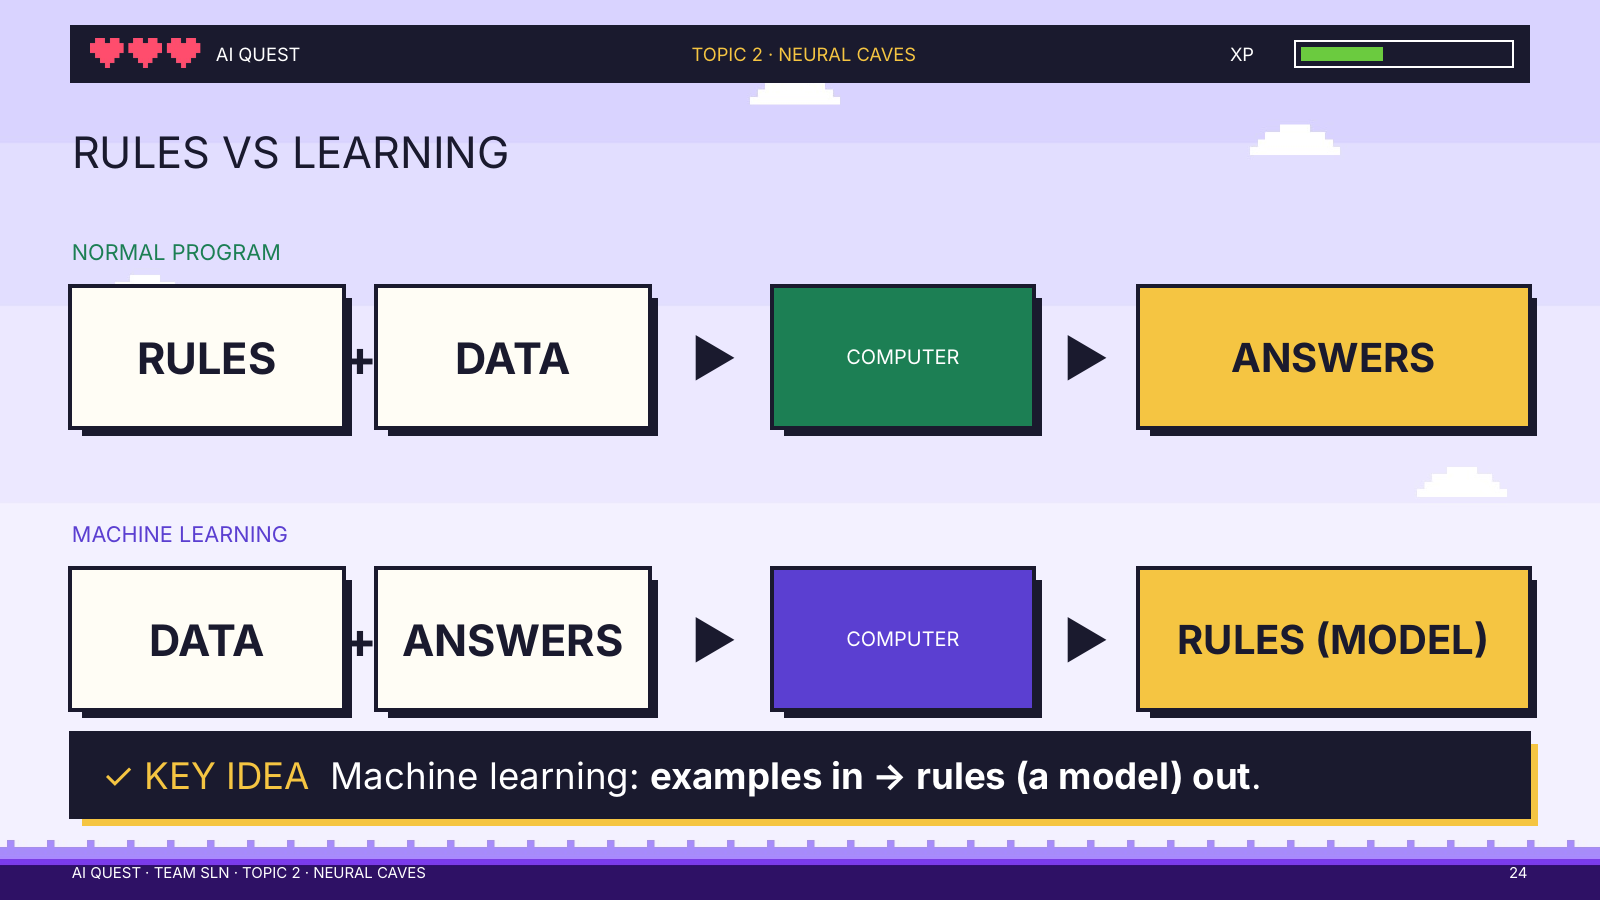 AI QUEST
TOPIC 2 · NEURAL CAVES
XP
RULES VS LEARNING
NORMAL PROGRAM
RULES + DATA ▶ COMPUTER ▶ ANSWERS
MACHINE LEARNING
DATA + ANSWERS ▶ COMPUTER ▶ RULES (MODEL)
✓ KEY IDEA Machine learning: examples in → rules (a model) out.
AI QUEST · TEAM SLN · TOPIC 2 · NEURAL CAVES
24